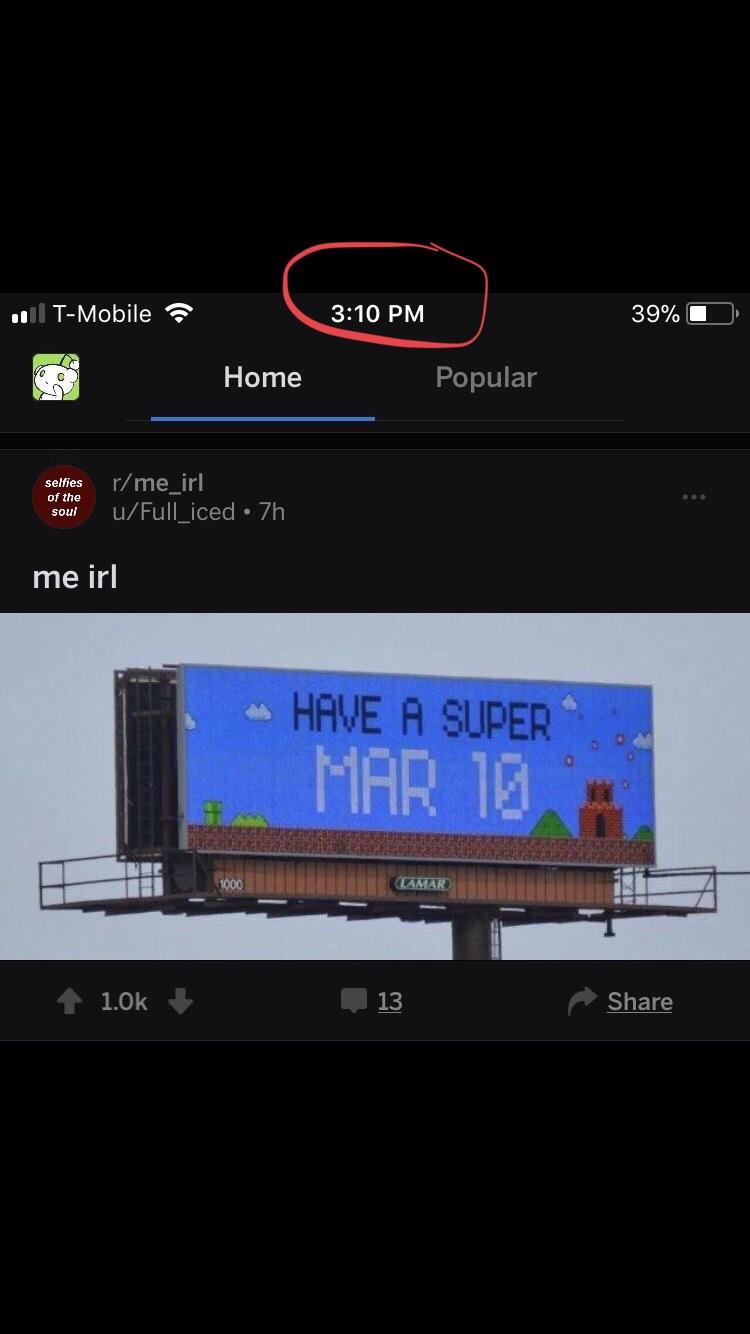 T-Mobile 3:10 PM 39%
Home Popular
selfies
of the
soul
r/me_irl
u/Full_iced • 7h
...
me irl
HAVE A SUPER
MAR 10
1000 LAMAR
1.0k 13 Share